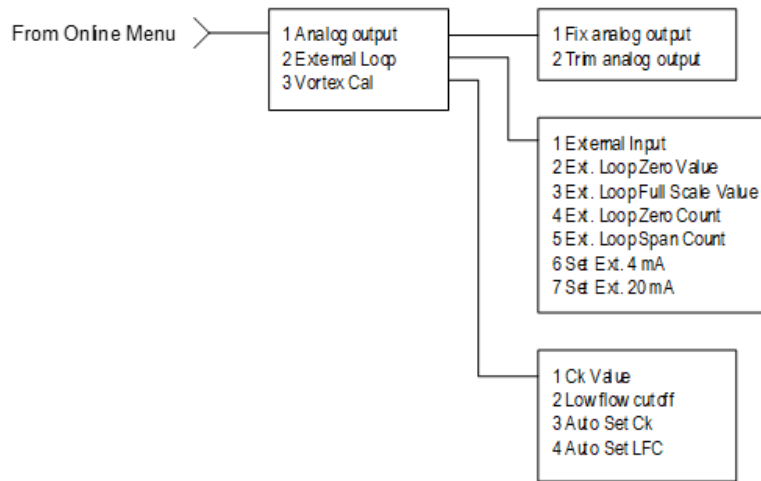 From Online Menu
1 Analog output
2 External Loop
3 Vortex Cal
1 Fix analog output
2 Trim analog output
1 External Input
2 Ext. Loop Zero Value
3 Ext. Loop Full Scale Value
4 Ext. Loop Zero Count
5 Ext. Loop Span Count
6 Set Ext. 4 mA
7 Set Ext. 20 mA
1 Ck Value
2 Low flow cutoff
3 Auto Set Ck
4 Auto Set LFC